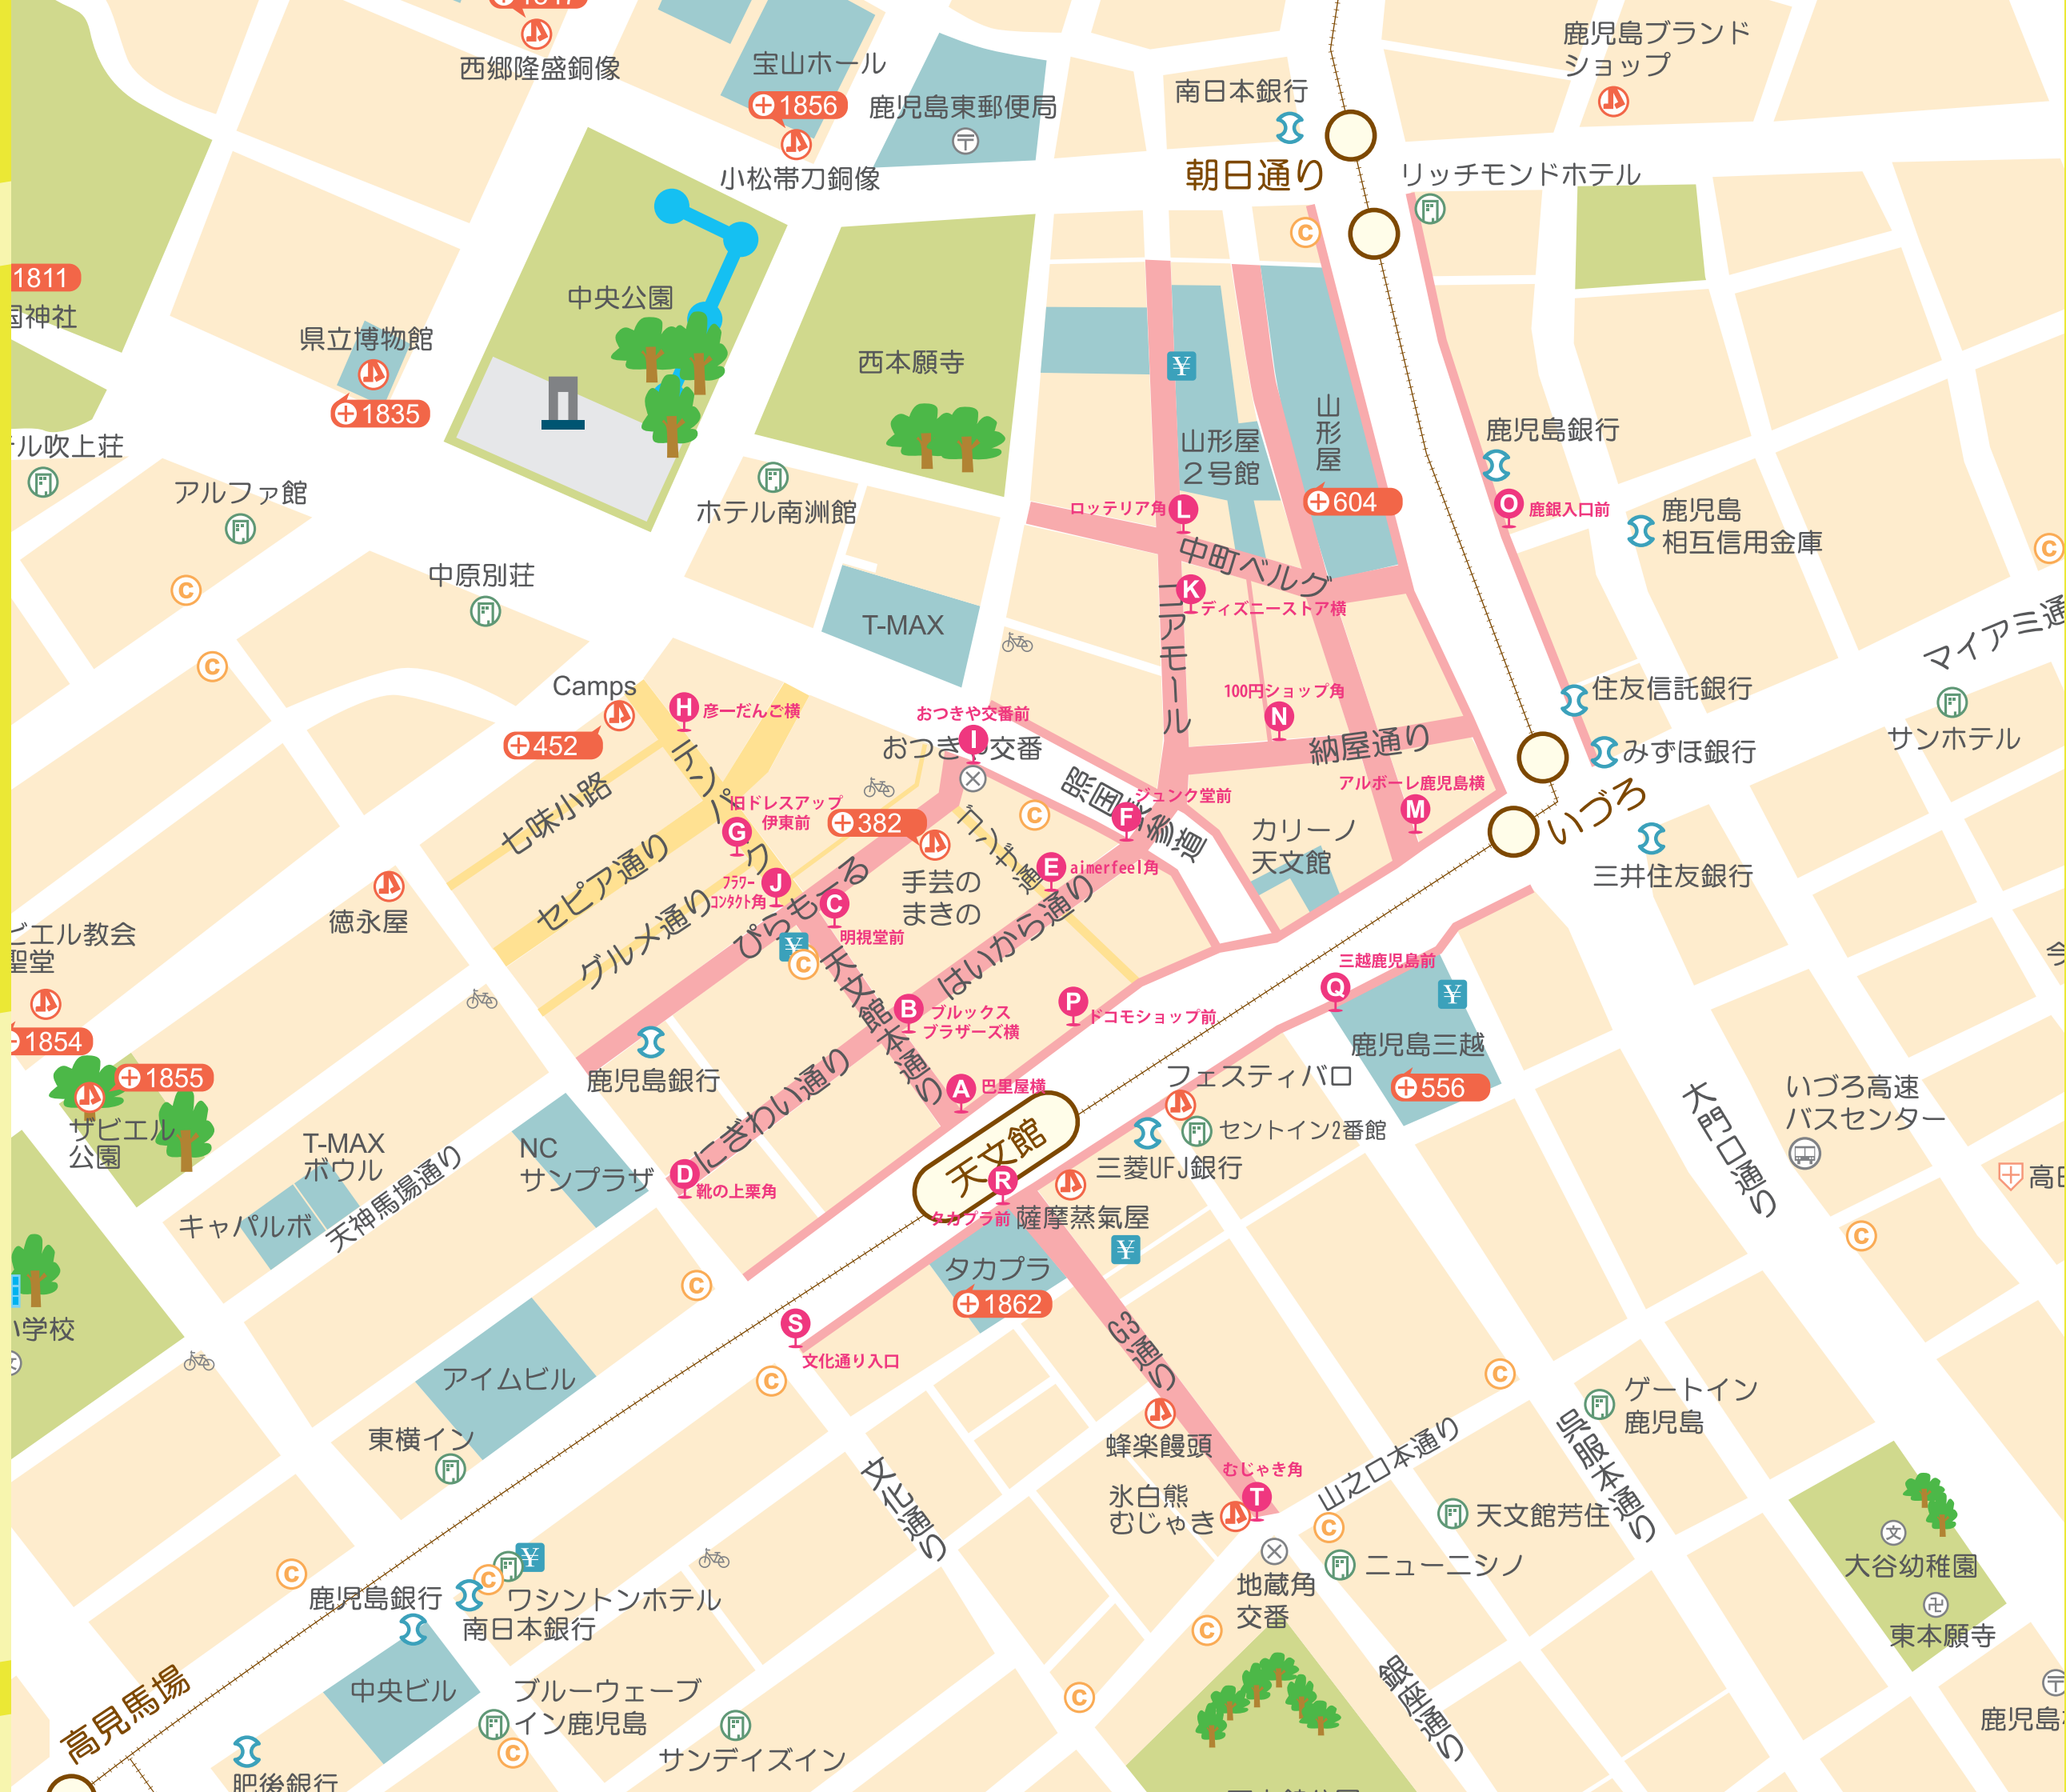 西郷隆盛銅像
宝山ホール
1856
小松帯刀銅像
鹿児島東郵便局
南日本銀行
鹿児島ブランド
ショップ
朝日通り
リッチモンドホテル
1811
国神社
県立博物館
1835
中央公園
西本願寺
山形屋
2号館
山形屋
604
鹿児島銀行
O
鹿銀入口前
鹿児島
相互信用金庫
ル吹上荘
アルファ館
ホテル南洲館
ロッテリア角
L
中町ベルグ
K
ディズニーストア横
中原別荘
T-MAX
マイアミ通
Camps
452
H
彦一だんご横
おつきや交番前
I
おつきや交番
100円ショップ角
N
納屋通り
住友信託銀行
みずほ銀行
サンホテル
アルボーレ鹿児島横
M
いづろ
三井住友銀行
七味小路
セピア通り
グルメ通り
旧ドレスアップ
伊東前
G
382
ぴらもーる
手芸の
まきの
ジュンク堂前
F
E
aimerfeel角
カリーノ
天文館
フラワー
コンタクト角
J
C
明視堂前
天文館本通り
はいから通り
B
ブルックス
ブラザーズ横
P
ドコモショップ前
三越鹿児島前
Q
鹿児島三越
556
徳永屋
ビエル教会
聖堂
1854
1855
ザビエル
公園
鹿児島銀行
にぎわい通り
A
巴里屋横
D
靴の上栗角
天文館
R
タカプラ前
フェスティバロ
セントイン2番館
三菱UFJ銀行
薩摩蒸氣屋
タカプラ
1862
T-MAX
ボウル
キャパルボ
天神馬場通り
NC
サンプラザ
大門口通り
いづろ高速
バスセンター
S
文化通り入口
G3通り
小学校
アイムビル
東横イン
蜂楽饅頭
むじゃき角
T
氷白熊
むじゃき
山之口本通り
ゲートイン
鹿児島
呉服本通り
天文館芳住
ニューニシノ
地蔵角
交番
文化通り
大谷幼稚園
東本願寺
鹿児島銀行
ワシントンホテル
南日本銀行
中央ビル
ブルーウェーブ
イン鹿児島
サンデイズイン
銀座通り
高見馬場
肥後銀行
鹿児島